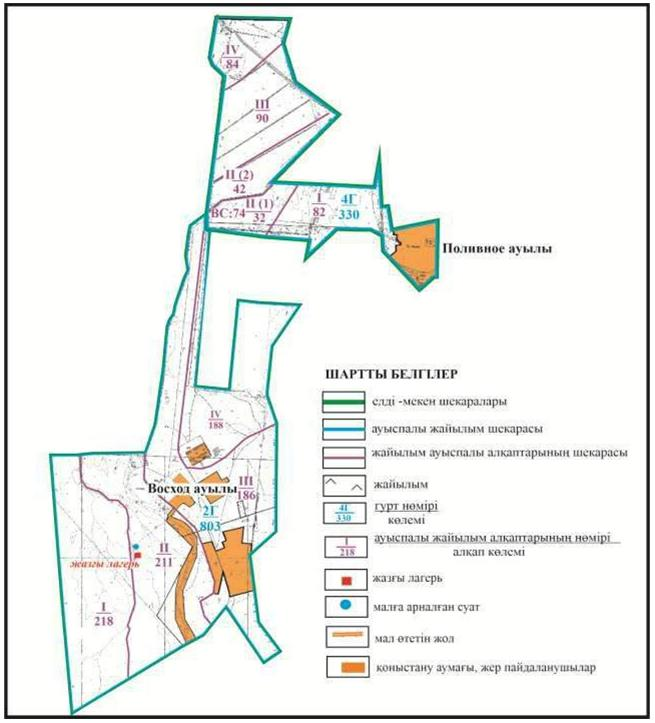 IV
84
III
90
II (2)
42
II (1)
ВС:74
32
I
82
4Г
330
Поливное ауылы
ШАРТТЫ БЕЛГІЛЕР
елді -мекен шекаралары
ауыспалы жайылым шекарасы
жайылым ауыспалы алқаптарының шекарасы
жайылым
4Г
330
гурт нөмірі
көлемі
I
218
ауыспалы жайылым алқаптарының нөмірі
алқап көлемі
жазғы лагерь
малға арналған суат
мал өтетін жол
қоныстану аумағы, жер пайдаланушылар
IV
188
Восход ауылы
III
186
2Г
803
II
211
жазғы лагерь
I
218